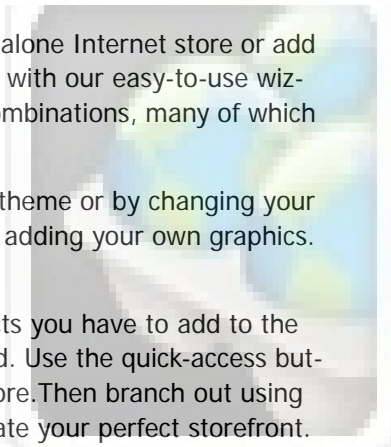 alone Internet store or add
with our easy-to-use wiz-
ombinations, many of which
theme or by changing your
adding your own graphics.
cts you have to add to the
d. Use the quick-access but-
ore.Then branch out using
ate your perfect storefront.